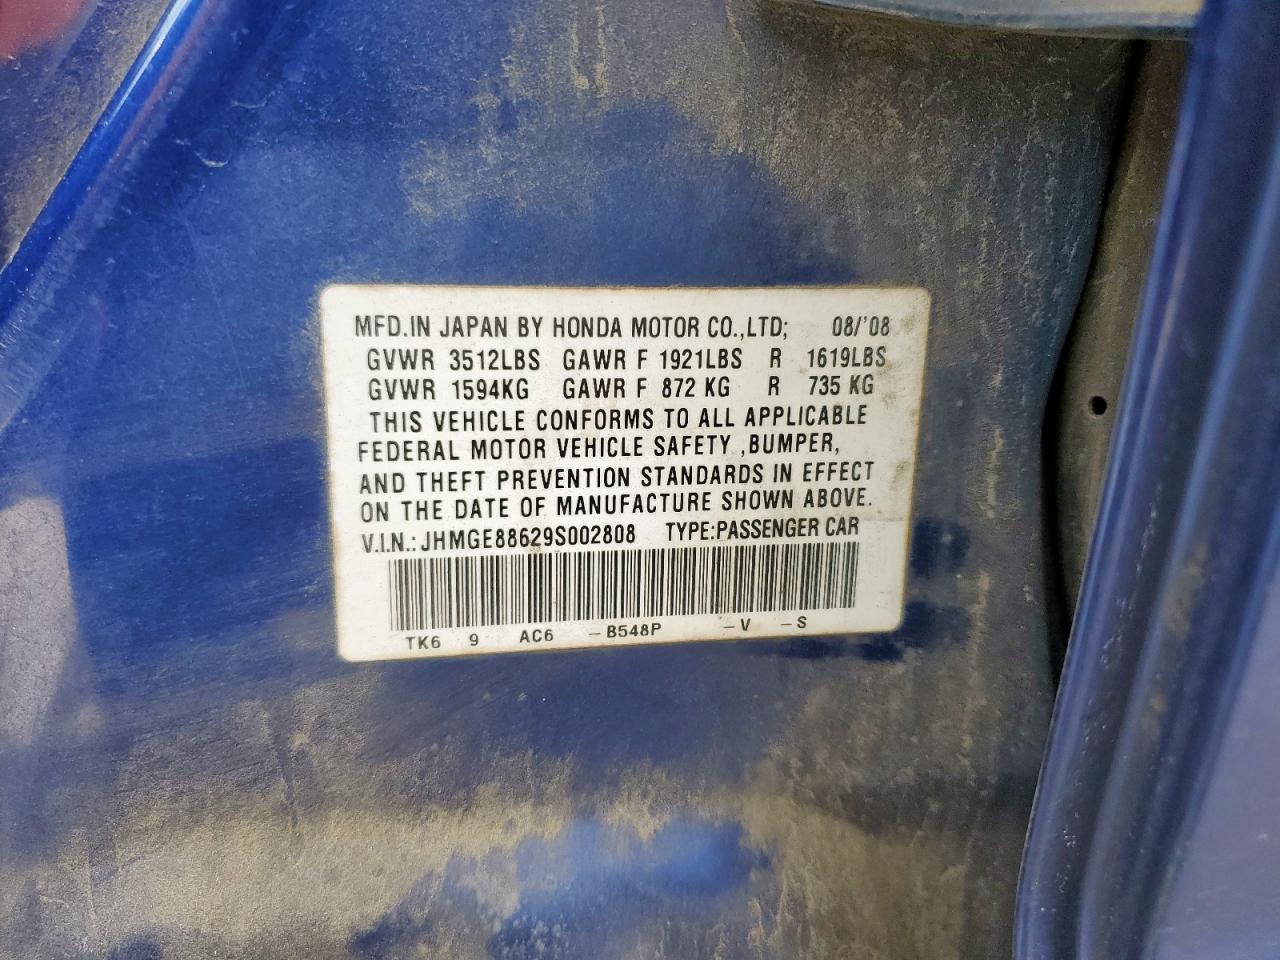 MFD.IN JAPAN BY HONDA MOTOR CO.,LTD; 08/'08
GVWR 3512LBS GAWR F 1921LBS R 1619LBS
GVWR 1594KG GAWR F 872 KG R 735 KG
THIS VEHICLE CONFORMS TO ALL APPLICABLE
FEDERAL MOTOR VEHICLE SAFETY ,BUMPER,
AND THEFT PREVENTION STANDARDS IN EFFECT
ON THE DATE OF MANUFACTURE SHOWN ABOVE.
V.I.N.: JHMGE88629S002808 TYPE:PASSENGER CAR
TK6 9 AC6 -B548P -V -S